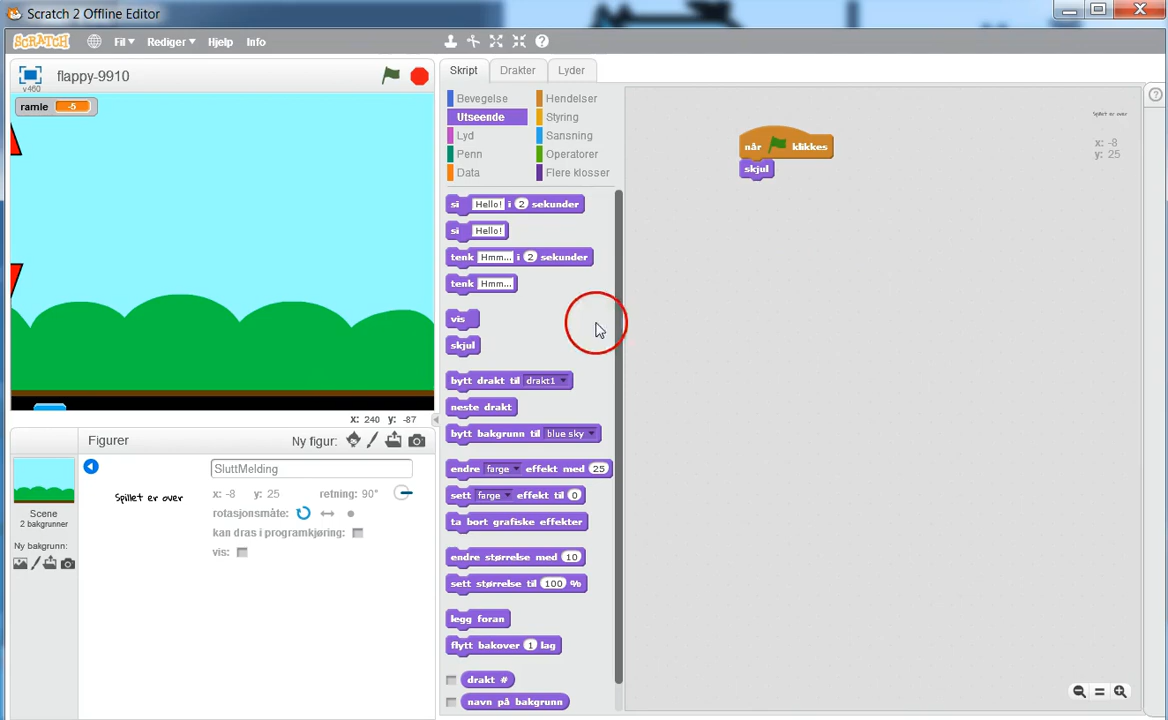 Scratch 2 Offline Editor
SCRATCH
Fil Rediger Hjelp Info
flappy-9910
v460
ramle -5
x: 240 y: -87
Figurer
Ny figur:
Scene
2 bakgrunner
Ny bakgrunn:
Spillet er over
SluttMelding
x: -8 y: 25 retning: 90°
rotasjonsmåte:
kan dras i programkjøring:
vis:
Skript Drakter Lyder
Bevegelse Hendelser
Utseende Styring
Lyd Sansning
Penn Operatorer
Data Flere klosser
si Hello! i 2 sekunder
si Hello!
tenk Hmm... i 2 sekunder
tenk Hmm...
vis
skjul
bytt drakt til drakt1
neste drakt
bytt bakgrunn til blue sky
endre farge effekt med 25
sett farge effekt til 0
ta bort grafiske effekter
endre størrelse med 10
sett størrelse til 100 %
legg foran
flytt bakover 1 lag
drakt #
navn på bakgrunn
når klikkes
skjul
Spillet er over
x: -8
y: 25